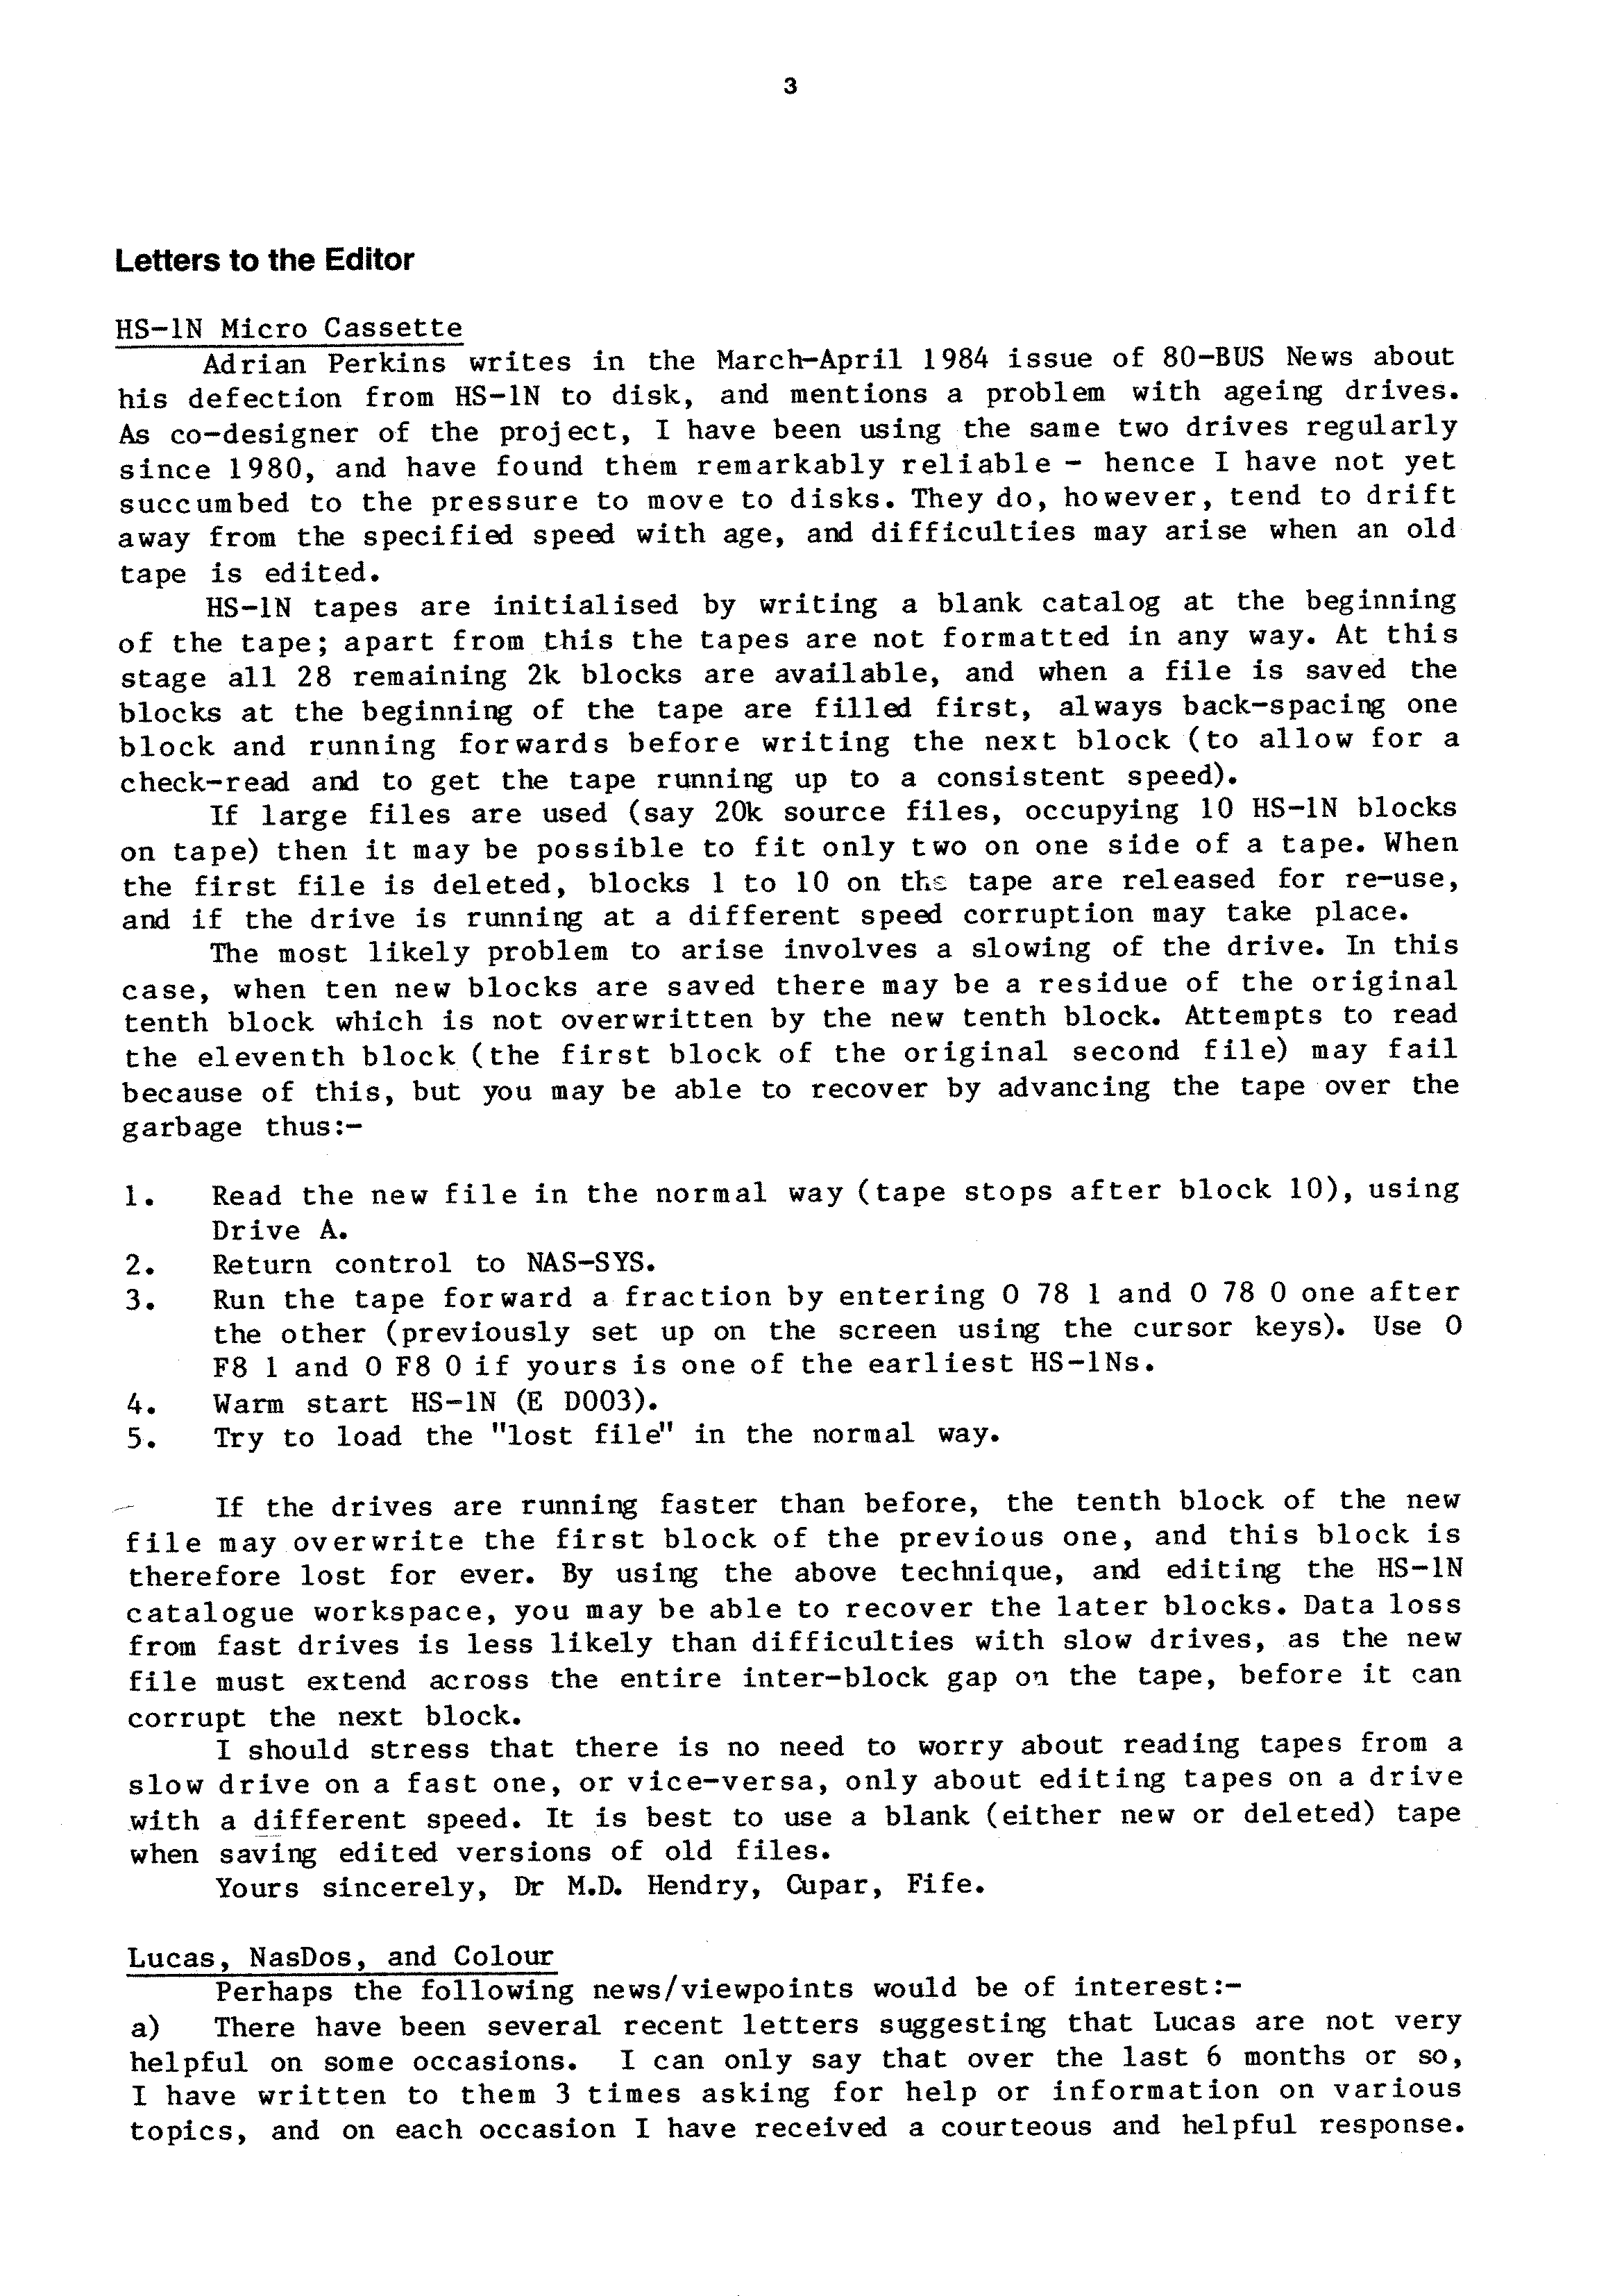 3
Letters to the Editor
HS-1N Micro Cassette
Adrian Perkins writes in the March-April 1984 issue of 80-BUS News about
his defection from HS-1N to disk, and mentions a problem with ageing drives.
As co-designer of the project, I have been using the same two drives regularly
since 1980, and have found them remarkably reliable - hence I have not yet
succumbed to the pressure to move to disks. They do, however, tend to drift
away from the specified speed with age, and difficulties may arise when an old
tape is edited.
HS-1N tapes are initialised by writing a blank catalog at the beginning
of the tape; apart from this the tapes are not formatted in any way. At this
stage all 28 remaining 2k blocks are available, and when a file is saved the
blocks at the beginning of the tape are filled first, always back-spacing one
block and running forwards before writing the next block (to allow for a
check-read and to get the tape running up to a consistent speed).
If large files are used (say 20k source files, occupying 10 HS-1N blocks
on tape) then it may be possible to fit only two on one side of a tape. When
the first file is deleted, blocks 1 to 10 on the tape are released for re-use,
and if the drive is running at a different speed corruption may take place.
The most likely problem to arise involves a slowing of the drive. In this
case, when ten new blocks are saved there may be a residue of the original
tenth block which is not overwritten by the new tenth block. Attempts to read
the eleventh block (the first block of the original second file) may fail
because of this, but you may be able to recover by advancing the tape over the
garbage thus:-
1. Read the new file in the normal way (tape stops after block 10), using
Drive A.
2. Return control to NAS-SYS.
3. Run the tape forward a fraction by entering O 78 1 and O 78 0 one after
the other (previously set up on the screen using the cursor keys). Use O
F8 1 and O F8 0 if yours is one of the earliest HS-1Ns.
4. Warm start HS-1N (E D003).
5. Try to load the "lost file" in the normal way.
If the drives are running faster than before, the tenth block of the new
file may overwrite the first block of the previous one, and this block is
therefore lost for ever. By using the above technique, and editing the HS-1N
catalogue workspace, you may be able to recover the later blocks. Data loss
from fast drives is less likely than difficulties with slow drives, as the new
file must extend across the entire inter-block gap on the tape, before it can
corrupt the next block.
I should stress that there is no need to worry about reading tapes from a
slow drive on a fast one, or vice-versa, only about editing tapes on a drive
with a different speed. It is best to use a blank (either new or deleted) tape
when saving edited versions of old files.
Yours sincerely, Dr M.D. Hendry, Cupar, Fife.
Lucas, NasDos, and Colour
Perhaps the following news/viewpoints would be of interest:-
a) There have been several recent letters suggesting that Lucas are not very
helpful on some occasions. I can only say that over the last 6 months or so,
I have written to them 3 times asking for help or information on various
topics, and on each occasion I have received a courteous and helpful response.